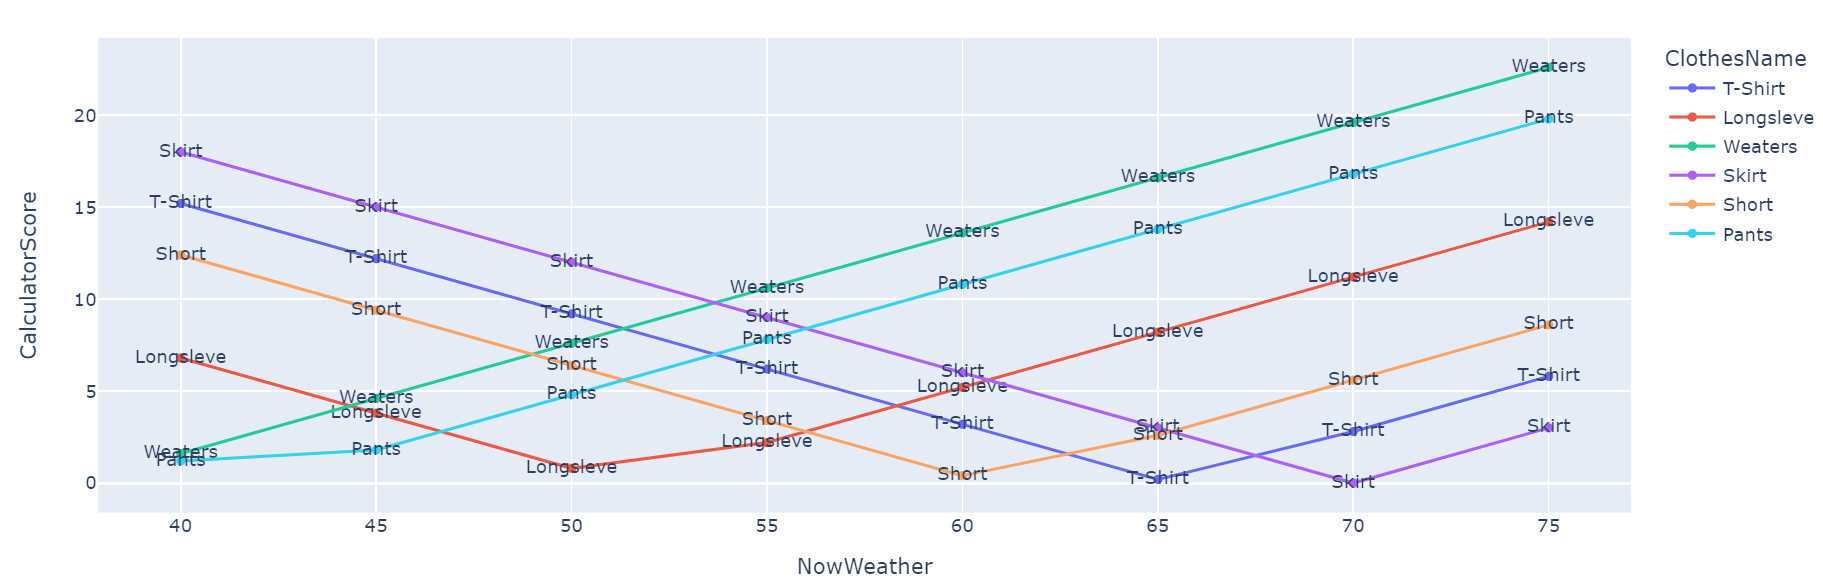 ClothesName
T-Shirt
Longsleve
Weaters
Skirt
Short
Pants
CalculatorScore
20
15
10
5
0
Skirt
T-Shirt
Short
Longsleve
Weaters
Pants
Skirt
T-Shirt
Short
Weaters
Longsleve
Pants
Skirt
T-Shirt
Weaters
Short
Pants
Longsleve
Weaters
Skirt
Pants
T-Shirt
Short
Longsleve
Weaters
Pants
Skirt
Longsleve
T-Shirt
Short
Weaters
Pants
Longsleve
Skirt
Short
T-Shirt
Weaters
Pants
Longsleve
Short
T-Shirt
Skirt
Weaters
Pants
Longsleve
Short
T-Shirt
Skirt
40 45 50 55 60 65 70 75
NowWeather